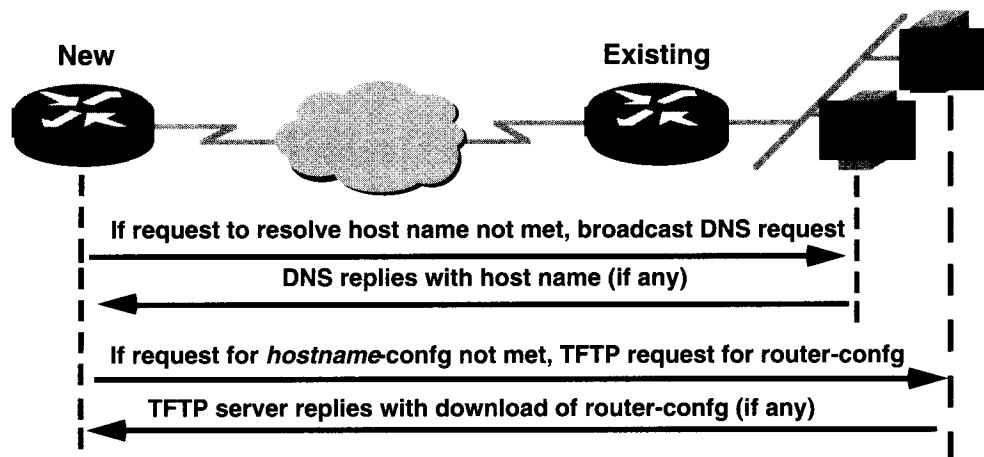 New
Existing
If request to resolve host name not met, broadcast DNS request
DNS replies with host name (if any)
If request for hostname-confg not met, TFTP request for router-confg
TFTP server replies with download of router-confg (if any)